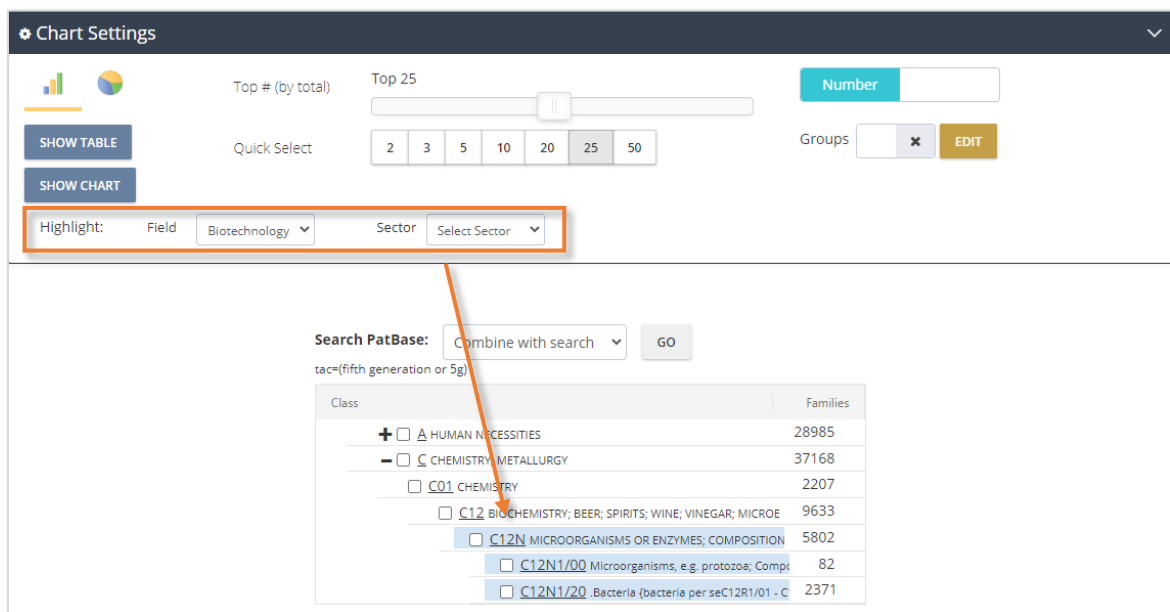 Chart Settings
Top # (by total)
Top 25
Number
SHOW TABLE
Quick Select
2 3 5 10 20 25 50
Groups
EDIT
SHOW CHART
Highlight: Field Biotechnology Sector Select Sector
Search PatBase: Combine with search GO
tac=(fifth generation or 5g)
Class Families
A HUMAN NECESSITIES 28985
C CHEMISTRY; METALLURGY 37168
C01 CHEMISTRY 2207
C12 BIOCHEMISTRY; BEER; SPIRITS; WINE; VINEGAR; MICROE 9633
C12N MICROORGANISMS OR ENZYMES; COMPOSITION 5802
C12N1/00 Microorganisms, e.g. protozoa; Compo 82
C12N1/20 .Bacteria {bacteria per seC12R1/01 - C 2371